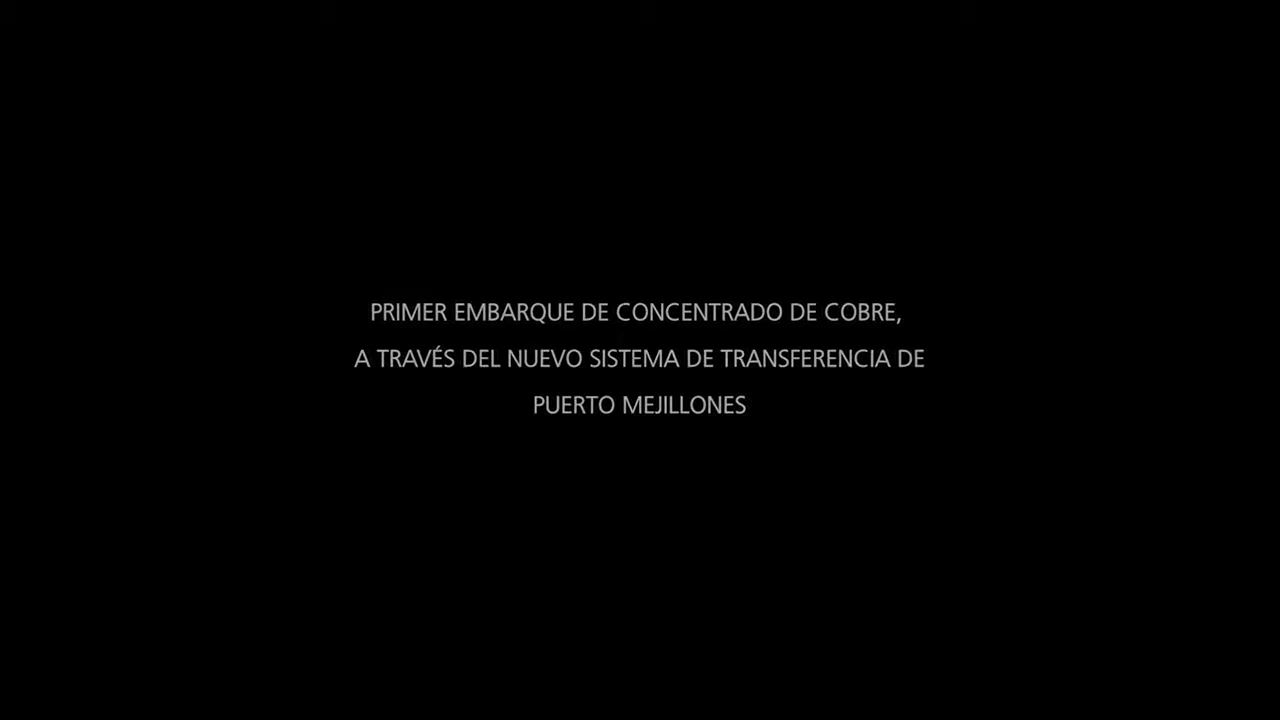 PRIMER EMBARQUE DE CONCENTRADO DE COBRE,
A TRAVÉS DEL NUEVO SISTEMA DE TRANSFERENCIA DE
PUERTO MEJILLONES